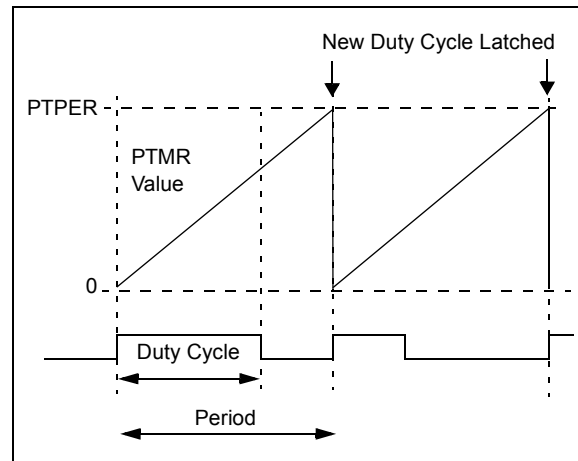 New Duty Cycle Latched
PTPER
PTMR
Value
0
Duty Cycle
Period